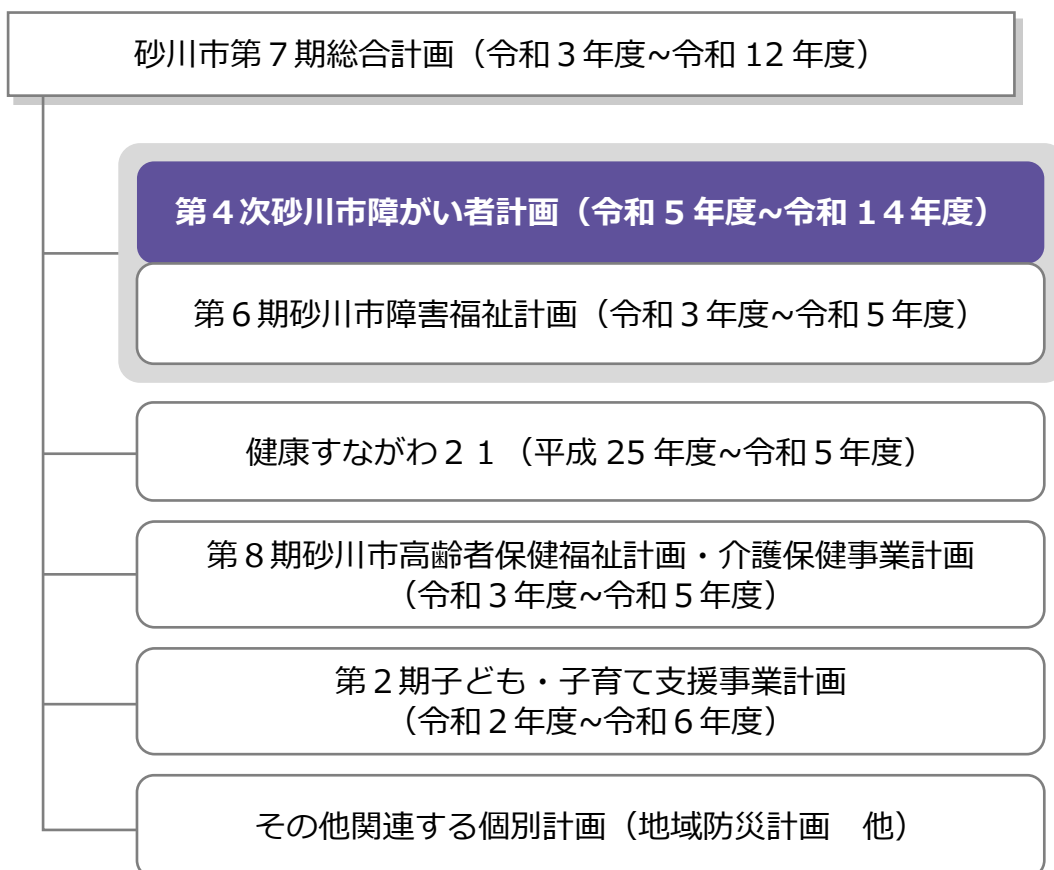 砂川市第７期総合計画（令和３年度~令和 12 年度）
第４次砂川市障がい者計画（令和 5 年度~令和 1４年度）
第６期砂川市障害福祉計画（令和３年度~令和５年度）
健康すながわ２１（平成 25 年度~令和５年度）
第８期砂川市高齢者保健福祉計画・介護保健事業計画
（令和３年度~令和５年度）
第２期子ども・子育て支援事業計画
（令和２年度~令和６年度）
その他関連する個別計画（地域防災計画　他）